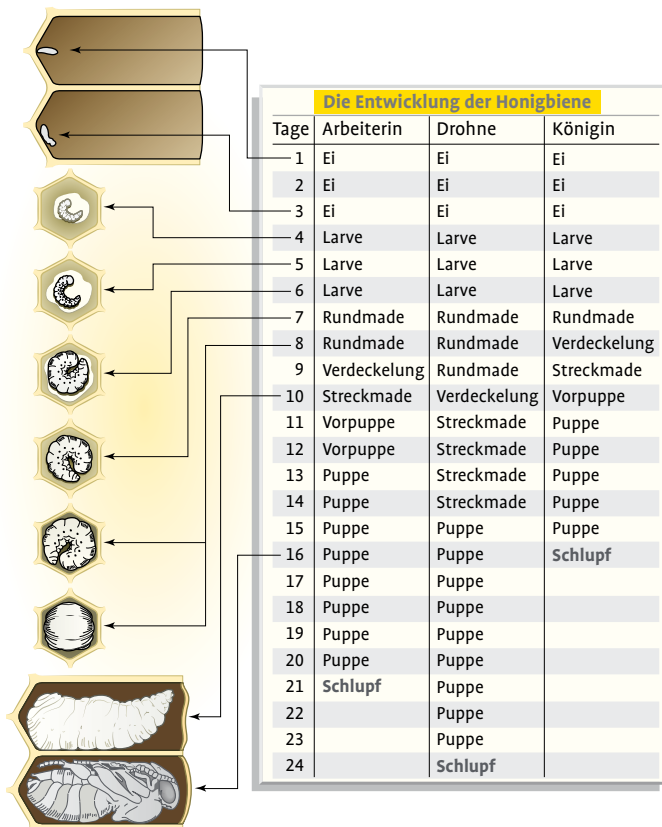 Die Entwicklung der Honigbiene
Tage Arbeiterin Drohne Königin
1 Ei Ei Ei
2 Ei Ei Ei
3 Ei Ei Ei
4 Larve Larve Larve
5 Larve Larve Larve
6 Larve Larve Larve
7 Rundmade Rundmade Rundmade
8 Rundmade Rundmade Verdeckelung
9 Verdeckelung Rundmade Streckmade
10 Streckmade Verdeckelung Vorpuppe
11 Vorpuppe Streckmade Puppe
12 Vorpuppe Streckmade Puppe
13 Puppe Streckmade Puppe
14 Puppe Streckmade Puppe
15 Puppe Puppe Puppe
16 Puppe Puppe Schlupf
17 Puppe Puppe
18 Puppe Puppe
19 Puppe Puppe
20 Puppe Puppe
21 Schlupf Puppe
22 Puppe
23 Puppe
24 Schlupf